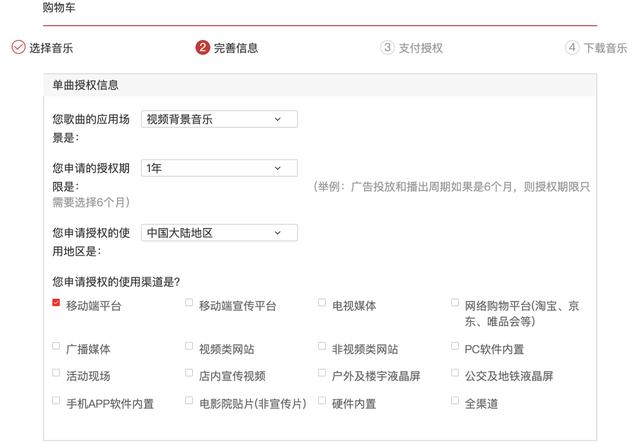 购物车
选择音乐 2 完善信息 3 支付授权 4 下载音乐
单曲授权信息
您歌曲的应用场 视频背景音乐
景是：
您申请的授权期 1年
限是： （举例：广告投放和播出周期如果是6个月，则授权期限只
需要选择6个月）
您申请授权的使 中国大陆地区
用地区是：
您申请授权的使用渠道是？
移动端平台 移动端宣传平台 电视媒体 网络购物平台(淘宝、京
东、唯品会等)
广播媒体 视频类网站 非视频类网站 PC软件内置
活动现场 店内宣传视频 户外及楼宇液晶屏 公交及地铁液晶屏
手机APP软件内置 电影院贴片(非宣传片) 硬件内置 全渠道